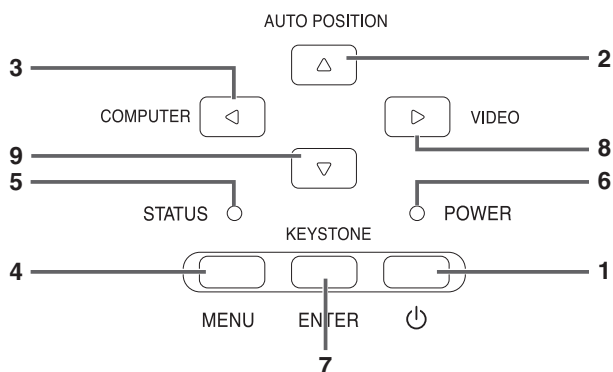 AUTO POSITION
3
2
COMPUTER
VIDEO
9
8
5
6
STATUS
POWER
KEYSTONE
4
1
MENU
ENTER
7